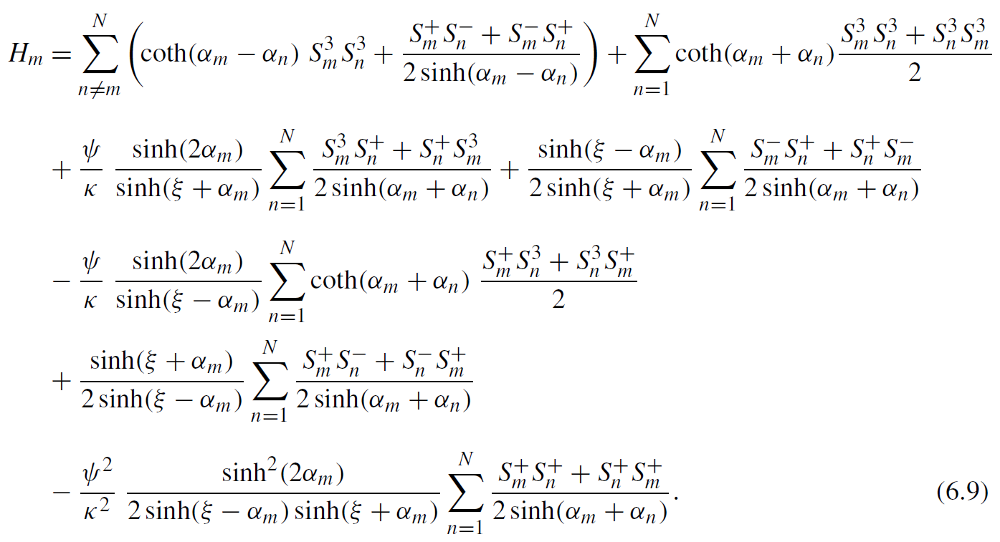 $H_m = \sum_{n \neq m}^{N} \left( \coth(\alpha_m - \alpha_n) \; S_m^3 S_n^3 + \frac{S_m^+ S_n^- + S_m^- S_n^+}{2 \sinh(\alpha_m - \alpha_n)} \right) + \sum_{n=1}^{N} \coth(\alpha_m + \alpha_n) \frac{S_m^3 S_n^3 + S_n^3 S_m^3}{2}$
$+ \frac{\psi}{\kappa} \; \frac{\sinh(2\alpha_m)}{\sinh(\xi + \alpha_m)} \sum_{n=1}^{N} \frac{S_m^3 S_n^+ + S_n^+ S_m^3}{2 \sinh(\alpha_m + \alpha_n)} + \frac{\sinh(\xi - \alpha_m)}{2 \sinh(\xi + \alpha_m)} \sum_{n=1}^{N} \frac{S_m^- S_n^+ + S_n^+ S_m^-}{2 \sinh(\alpha_m + \alpha_n)}$
$- \frac{\psi}{\kappa} \; \frac{\sinh(2\alpha_m)}{\sinh(\xi - \alpha_m)} \sum_{n=1}^{N} \coth(\alpha_m + \alpha_n) \; \frac{S_m^+ S_n^3 + S_n^3 S_m^+}{2}$
$+ \frac{\sinh(\xi + \alpha_m)}{2 \sinh(\xi - \alpha_m)} \sum_{n=1}^{N} \frac{S_m^+ S_n^- + S_n^- S_m^+}{2 \sinh(\alpha_m + \alpha_n)}$
$- \frac{\psi^2}{\kappa^2} \; \frac{\sinh^2(2\alpha_m)}{2 \sinh(\xi - \alpha_m) \sinh(\xi + \alpha_m)} \sum_{n=1}^{N} \frac{S_m^+ S_n^+ + S_n^+ S_m^+}{2 \sinh(\alpha_m + \alpha_n)}.$ (6.9)